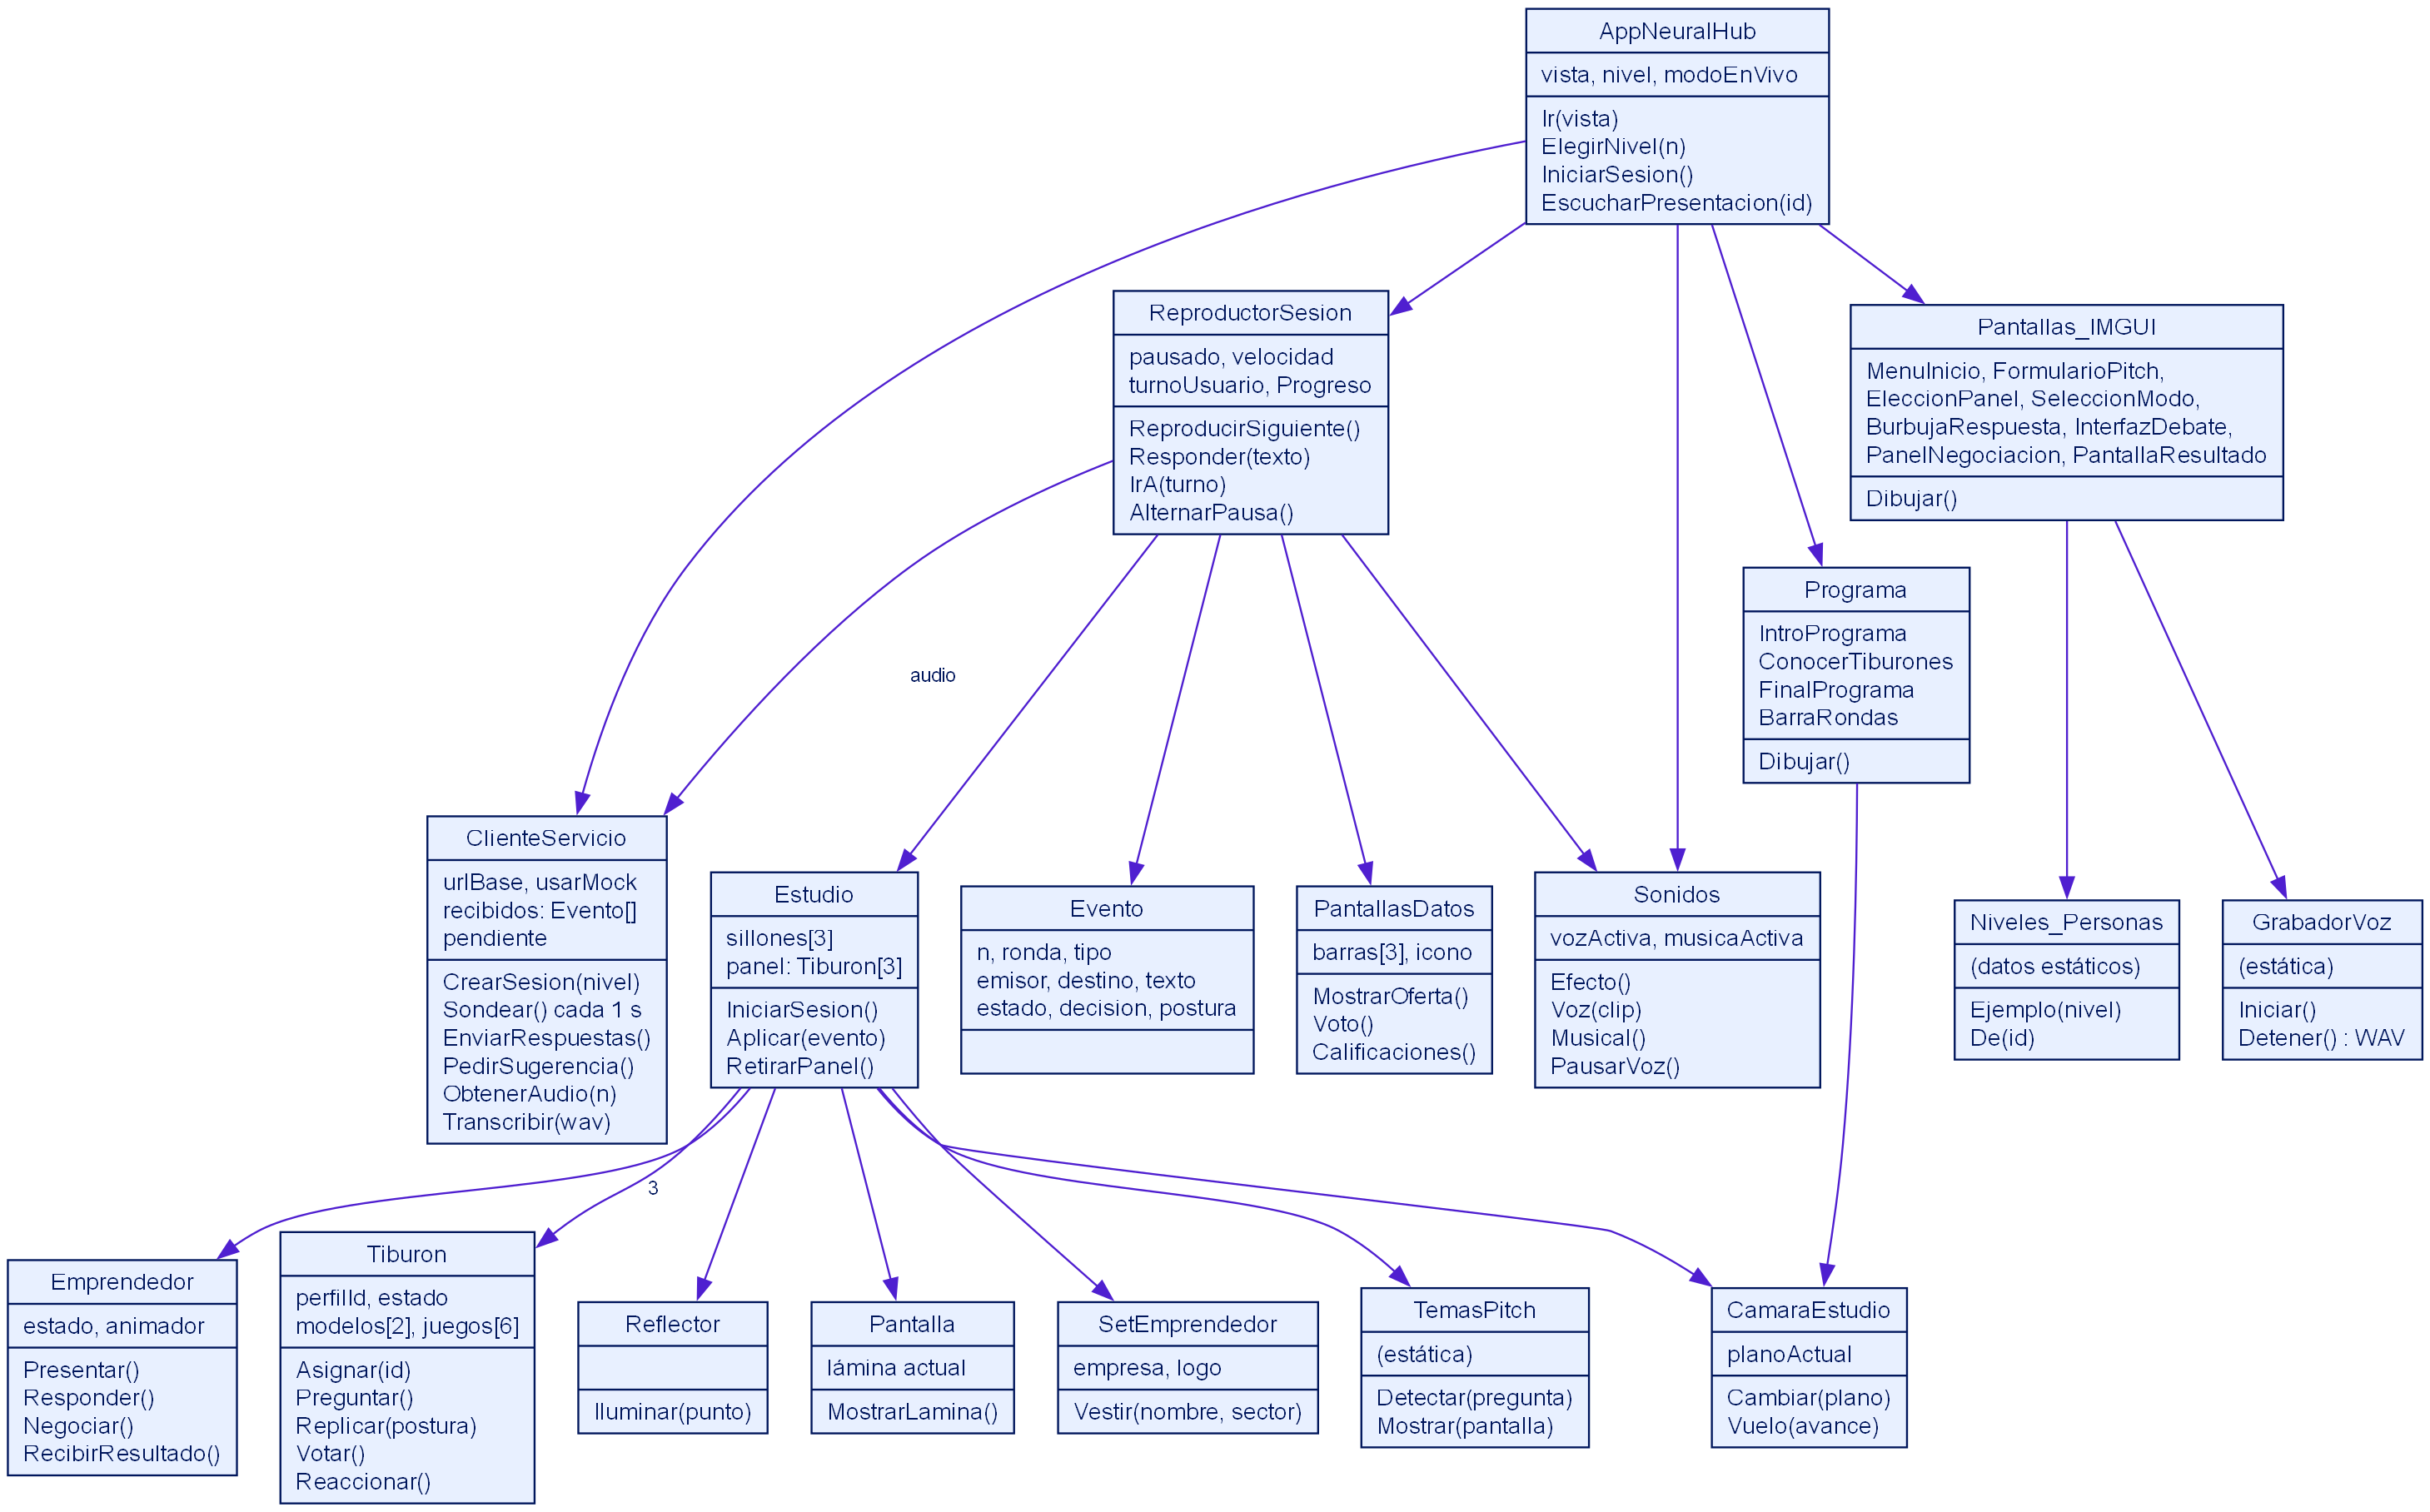 AppNeuralHub
vista, nivel, modoEnVivo
Ir(vista)
ElegirNivel(n)
IniciarSesion()
EscucharPresentacion(id)
ReproductorSesion
pausado, velocidad
turnoUsuario, Progreso
ReproducirSiguiente()
Responder(texto)
IrA(turno)
AlternarPausa()
Pantallas_IMGUI
MenuInicio, FormularioPitch,
EleccionPanel, SeleccionModo,
BurbujaRespuesta, InterfazDebate,
PanelNegociacion, PantallaResultado
Dibujar()
Programa
IntroPrograma
ConocerTiburones
FinalPrograma
BarraRondas
Dibujar()
audio
ClienteServicio
urlBase, usarMock
recibidos: Evento[]
pendiente
CrearSesion(nivel)
Sondear() cada 1 s
EnviarRespuestas()
PedirSugerencia()
ObtenerAudio(n)
Transcribir(wav)
Estudio
sillones[3]
panel: Tiburon[3]
IniciarSesion()
Aplicar(evento)
RetirarPanel()
Evento
n, ronda, tipo
emisor, destino, texto
estado, decision, postura
PantallasDatos
barras[3], icono
MostrarOferta()
Voto()
Calificaciones()
Sonidos
vozActiva, musicaActiva
Efecto()
Voz(clip)
Musical()
PausarVoz()
Niveles_Personas
(datos estáticos)
Ejemplo(nivel)
De(id)
GrabadorVoz
(estática)
Iniciar()
Detener() : WAV
3
Emprendedor
estado, animador
Presentar()
Responder()
Negociar()
RecibirResultado()
Tiburon
perfilId, estado
modelos[2], juegos[6]
Asignar(id)
Preguntar()
Replicar(postura)
Votar()
Reaccionar()
Reflector
Iluminar(punto)
Pantalla
lámina actual
MostrarLamina()
SetEmprendedor
empresa, logo
Vestir(nombre, sector)
TemasPitch
(estática)
Detectar(pregunta)
Mostrar(pantalla)
CamaraEstudio
planoActual
Cambiar(plano)
Vuelo(avance)